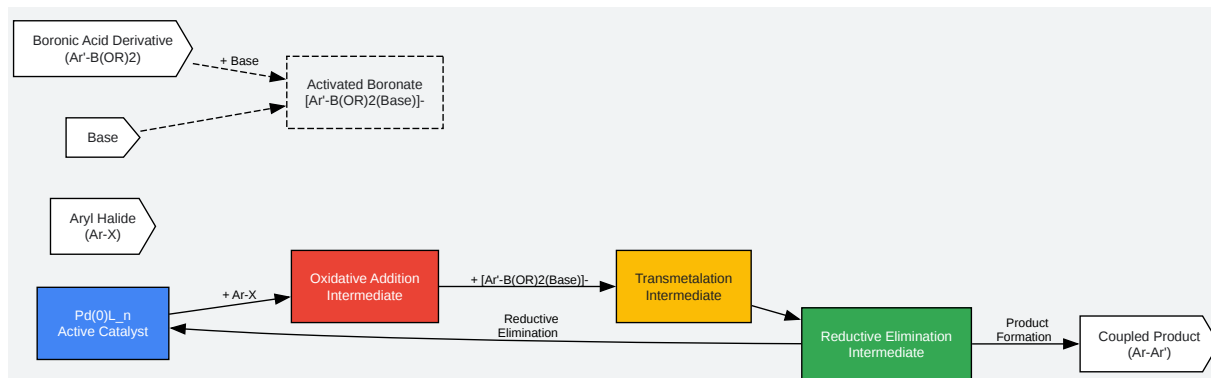 Boronic Acid Derivative
(Ar'-B(OR)2)
+ Base
Activated Boronate
[Ar'-B(OR)2(Base)]-
Base
Aryl Halide
(Ar-X)
Pd(0)L_n
Active Catalyst
+ Ar-X
Oxidative Addition
Intermediate
+ [Ar'-B(OR)2(Base)]-
Transmetalation
Intermediate
Reductive
Elimination
Reductive Elimination
Intermediate
Product
Formation
Coupled Product
(Ar-Ar')